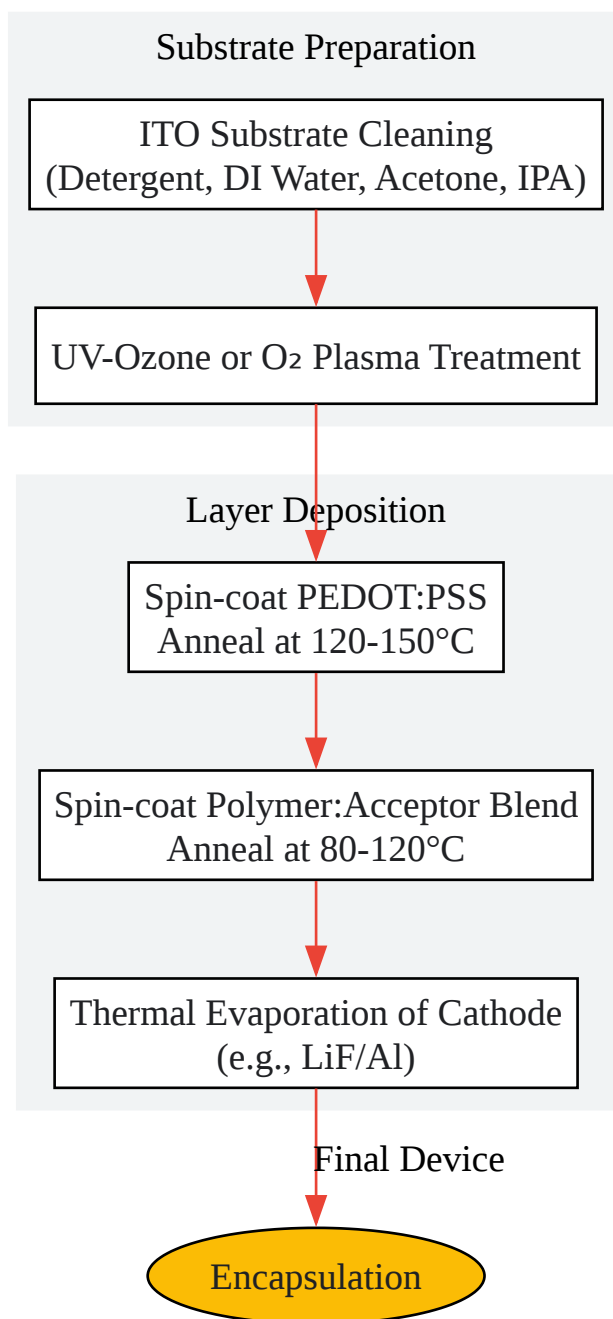 Substrate Preparation
ITO Substrate Cleaning
(Detergent, DI Water, Acetone, IPA)
UV-Ozone or O₂ Plasma Treatment
Layer Deposition
Spin-coat PEDOT:PSS
Anneal at 120-150°C
Spin-coat Polymer:Acceptor Blend
Anneal at 80-120°C
Thermal Evaporation of Cathode
(e.g., LiF/Al)
Final Device
Encapsulation